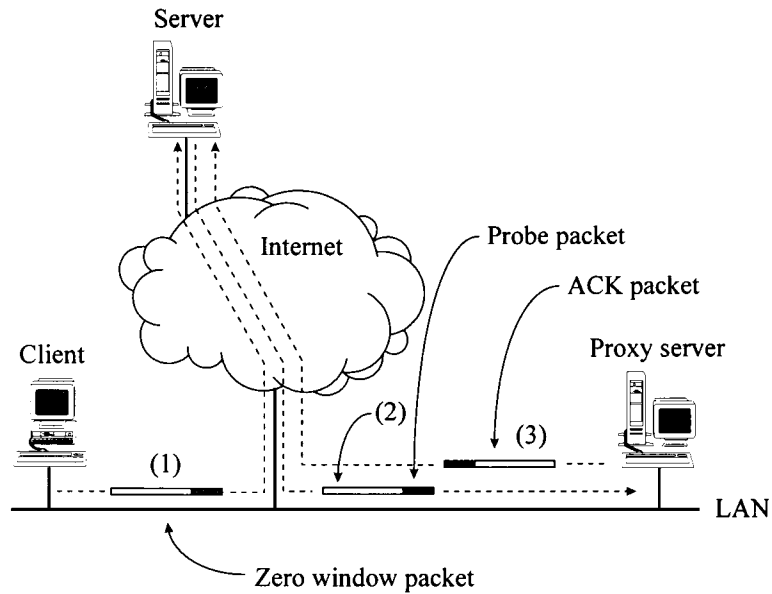 Server
Internet
Probe packet
ACK packet
Client
Proxy server
(1)
(2)
(3)
LAN
Zero window packet